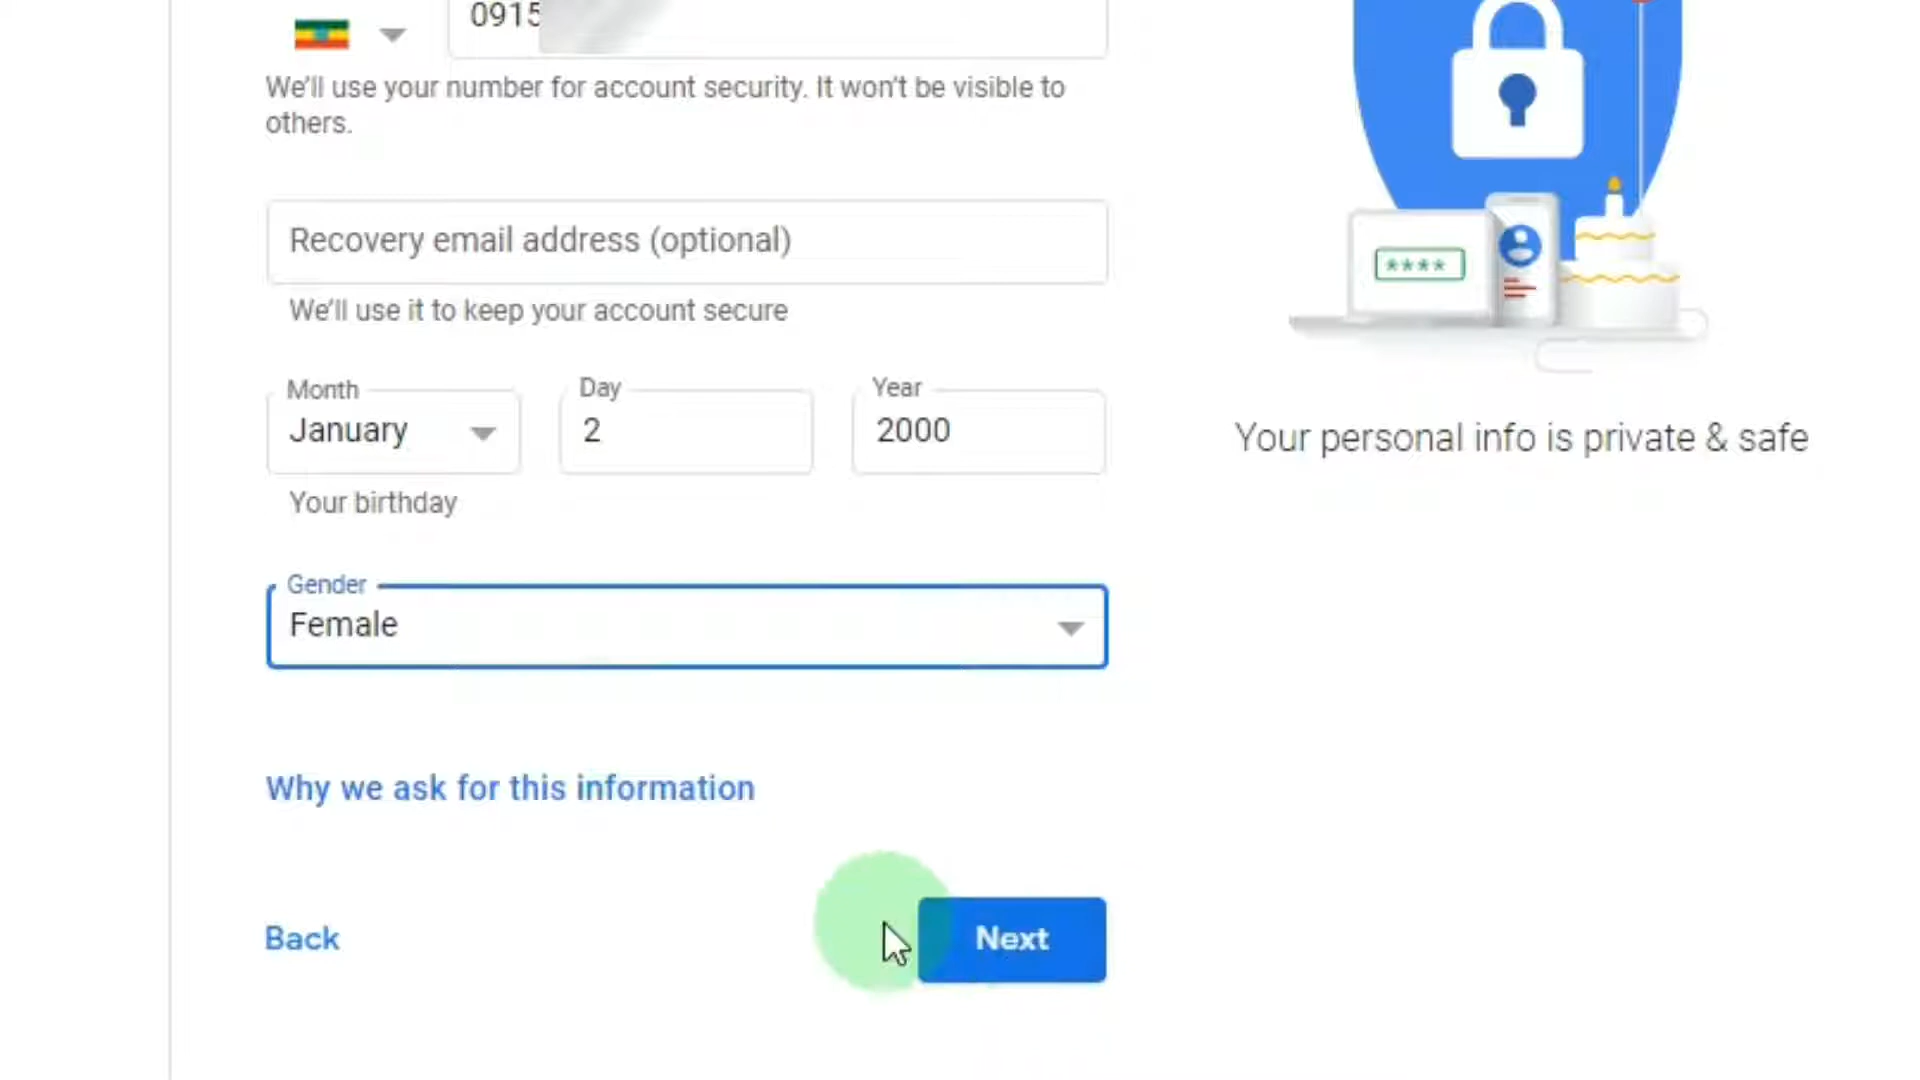 0915
We'll use your number for account security. It won't be visible to
others.
Recovery email address (optional)
We'll use it to keep your account secure
Month
January
Day
2
Year
2000
Your birthday
Gender
Female
Why we ask for this information
Back
Next
****
Your personal info is private & safe